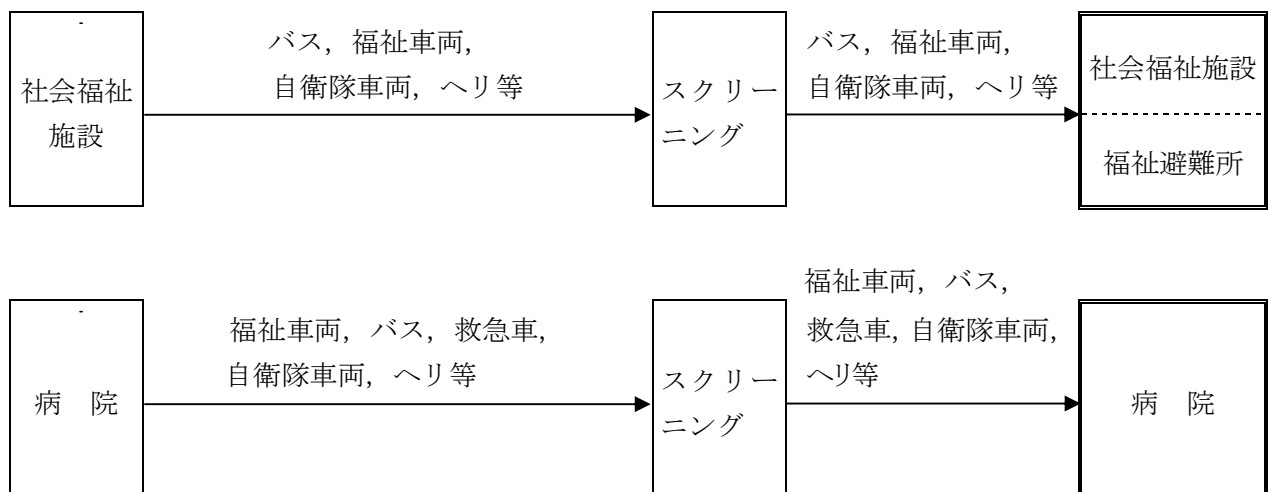 社会福祉
施設
バス，福祉車両，
自衛隊車両，ヘリ等
スクリー
ニング
バス，福祉車両，
自衛隊車両，ヘリ等
社会福祉施設
福祉避難所
病　院
福祉車両，バス，救急車，
自衛隊車両，ヘリ等
スクリー
ニング
福祉車両，バス，
救急車，自衛隊車両，
ヘリ等
病　院